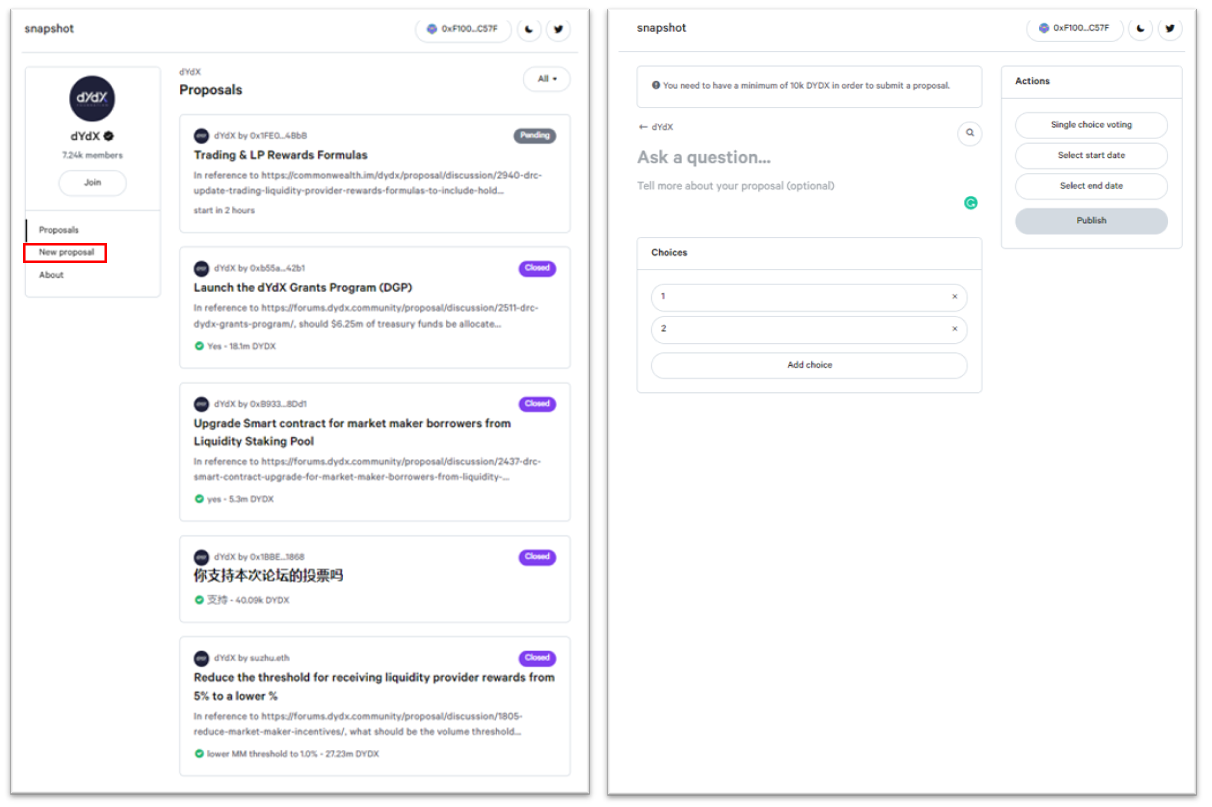 snapshot
0xF100...C57F
dYdX
dYdX
7.24k members
Join
Proposals
New proposal
About
dYdX
Proposals
All
dYdX by 0x1FE0...4BbB
Pending
Trading & LP Rewards Formulas
In reference to https://commonwealth.im/dydx/proposal/discussion/2940-drc-
update-trading-liquidity-provider-rewards-formulas-to-include-hold...
start in 2 hours
dYdX by 0xb55a...42b1
Closed
Launch the dYdX Grants Program (DGP)
In reference to https://forums.dydx.community/proposal/discussion/2511-drc-
dydx-grants-program/, should $6.25m of treasury funds be allocate...
Yes - 18.1m DYDX
dYdX by 0xB933...8Dd1
Closed
Upgrade Smart contract for market maker borrowers from
Liquidity Staking Pool
In reference to https://forums.dydx.community/proposal/discussion/2437-drc-
smart-contract-upgrade-for-market-maker-borrowers-from-liquidity-...
yes - 5.3m DYDX
dYdX by 0x1BBE...1868
Closed
你支持本次论坛的投票吗
支持 - 40.09k DYDX
dYdX by suzhu.eth
Closed
Reduce the threshold for receiving liquidity provider rewards from
5% to a lower %
In reference to https://forums.dydx.community/proposal/discussion/1805-
reduce-market-maker-incentives/, what should be the volume threshold...
lower MM threshold to 1.0% - 27.23m DYDX
snapshot
0xF100...C57F
You need to have a minimum of 10k DYDX in order to submit a proposal.
← dYdX
Ask a question...
Tell more about your proposal (optional)
Choices
1
2
Add choice
Actions
Single choice voting
Select start date
Select end date
Publish